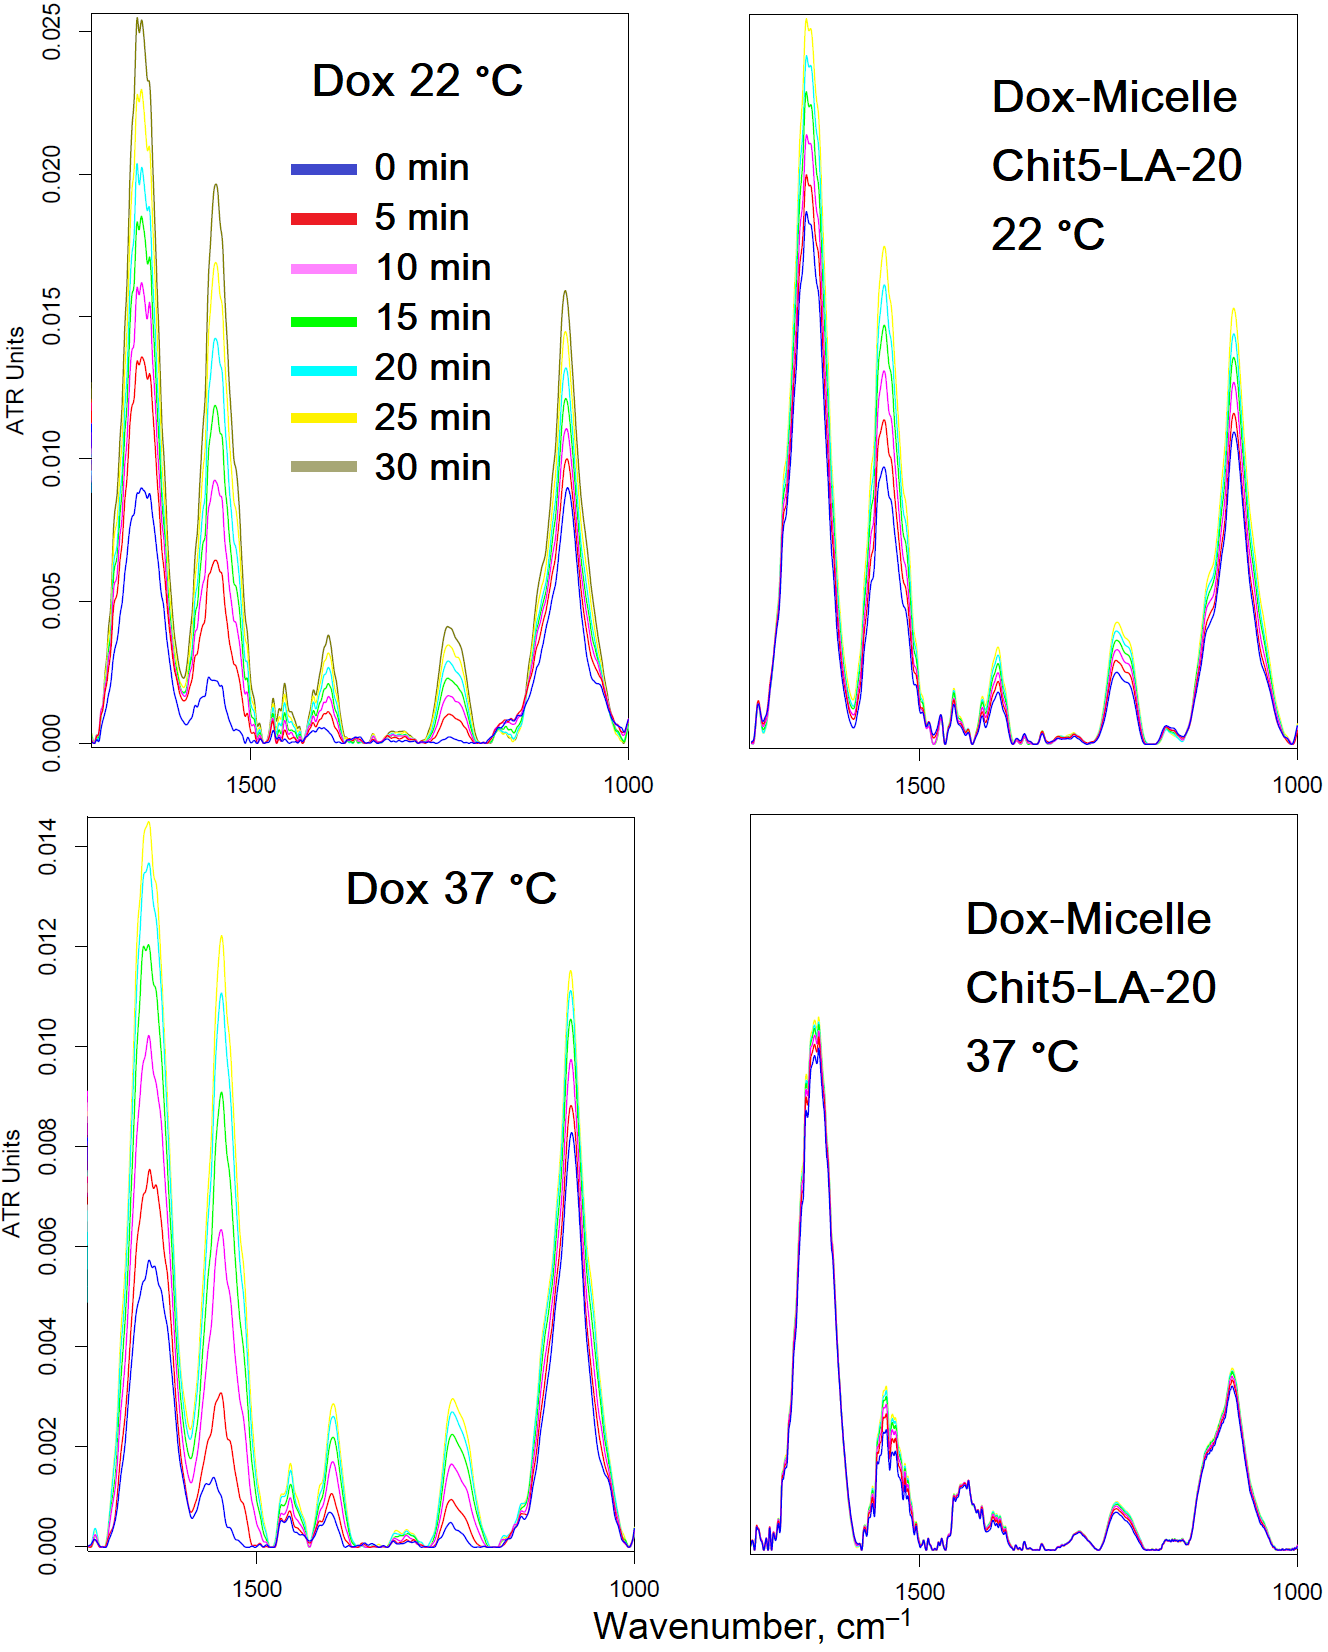 Dox 22 °C
0 min
5 min
10 min
15 min
20 min
25 min
30 min
ATR Units
0.025
0.020
0.015
0.010
0.005
0.000
1500
1000
Dox-Micelle
Chit5-LA-20
22 °C
1500
1000
Dox 37 °C
ATR Units
0.014
0.012
0.010
0.008
0.006
0.004
0.002
0.000
1500
1000
Dox-Micelle
Chit5-LA-20
37 °C
1500
1000
Wavenumber, cm⁻¹